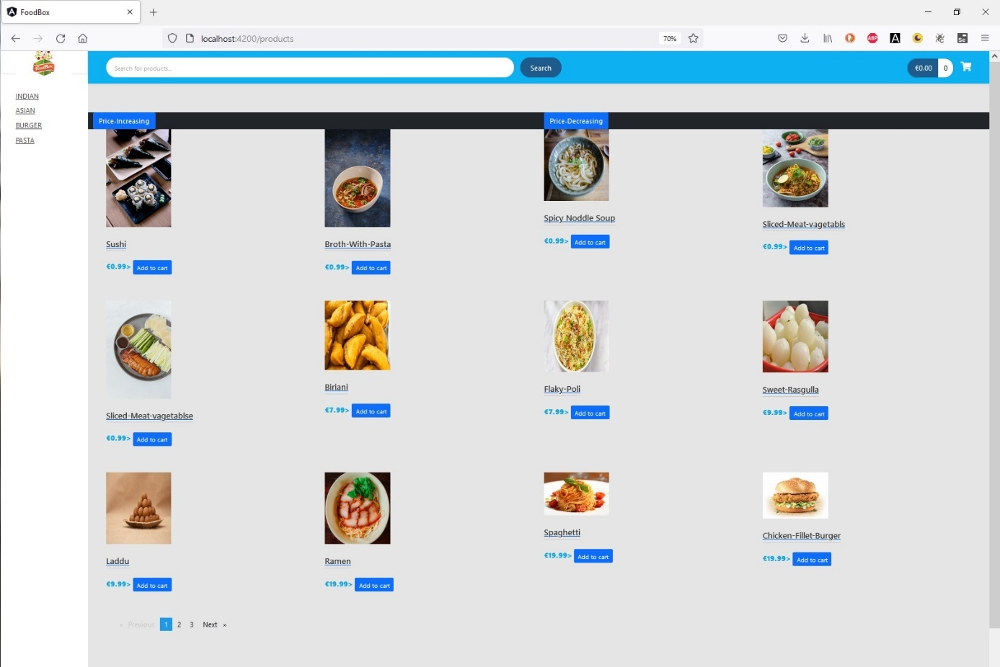 FoodBox
localhost:4200/products
70%
ABP
Se
FoodBox
Search for products...
Search
€0.00 0
INDIAN
ASIAN
BURGER
PASTA
Price-Increasing
Price-Decreasing
Sushi
€0.99> Add to cart
Broth-With-Pasta
€0.99> Add to cart
Spicy Noddle Soup
€0.99> Add to cart
Sliced-Meat-vagetabls
€0.99> Add to cart
Sliced-Meat-vagetablse
€0.99> Add to cart
Biriani
€7.99> Add to cart
Flaky-Poli
€7.99> Add to cart
Sweet-Rasgulla
€9.99> Add to cart
Laddu
€9.99> Add to cart
Ramen
€19.99> Add to cart
Spaghetti
€19.99> Add to cart
Chicken-Fillet-Burger
€19.99> Add to cart
« Previous 1 2 3 Next »